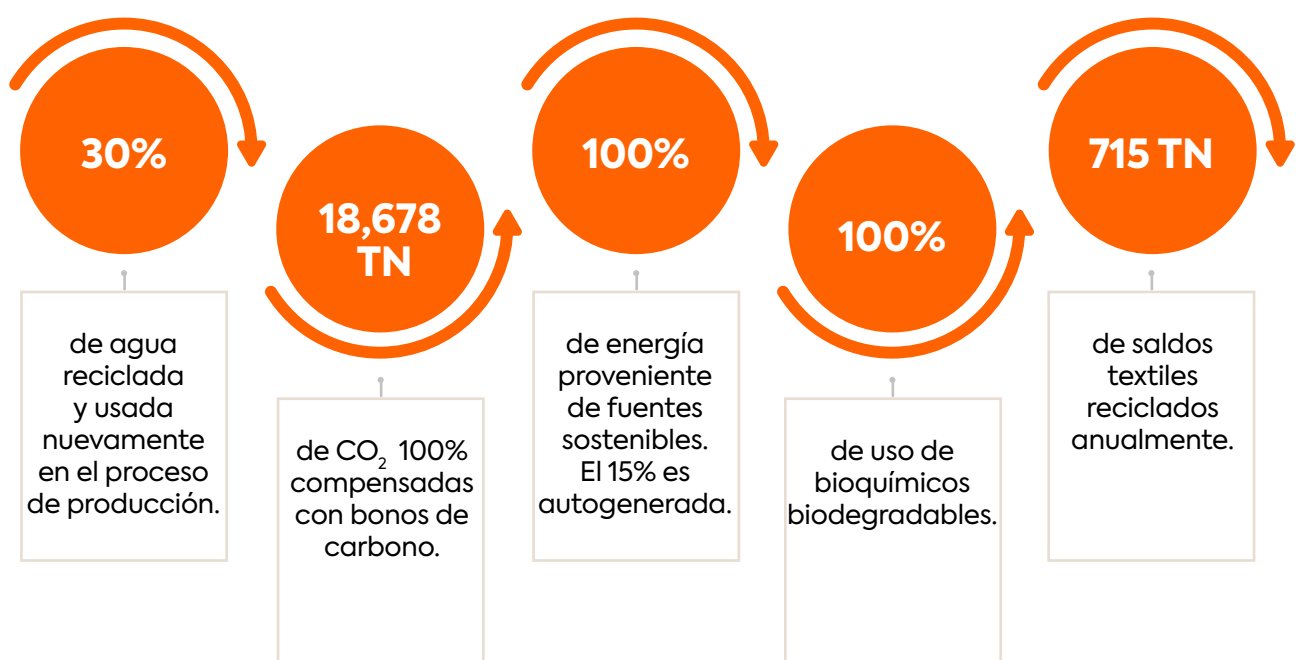 30%
de agua
reciclada
y usada
nuevamente
en el proceso
de producción.
18,678
TN
de CO₂ 100%
compensadas
con bonos de
carbono.
100%
de energía
proveniente
de fuentes
sostenibles.
El 15% es
autogenerada.
100%
de uso de
bioquímicos
biodegradables.
715 TN
de saldos
textiles
reciclados
anualmente.